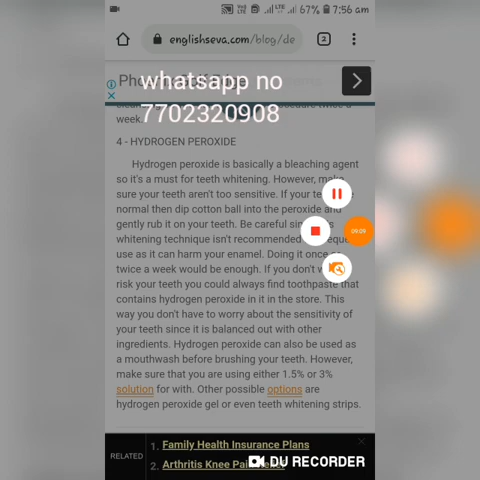 67% 7:56 am
englishseva.com/blog/de
2
whatsapp no
7702320908
week.
4 - HYDROGEN PEROXIDE
Hydrogen peroxide is basically a bleaching agent
so it's a must for teeth whitening. However, make
sure your teeth aren't too sensitive. If your
normal then dip cotton ball into the peroxide and
gently rub it on your teeth. Be careful
whitening technique isn't recommended
use as it can harm your enamel. Doing it once
twice a week would be enough. If you don't
risk your teeth you could always find toothpaste that
contains hydrogen peroxide in it in the store. This
way you don't have to worry about the sensitivity of
your teeth since it is balanced out with other
ingredients. Hydrogen peroxide can also be used as
a mouthwash before brushing your teeth. However,
make sure that you are using either 1.5% or 3%
solution for with. Other possible options are
hydrogen peroxide gel or even teeth whitening strips.
09:09
RELATED
1. Family Health Insurance Plans
2. Arthritis Knee
DU RECORDER